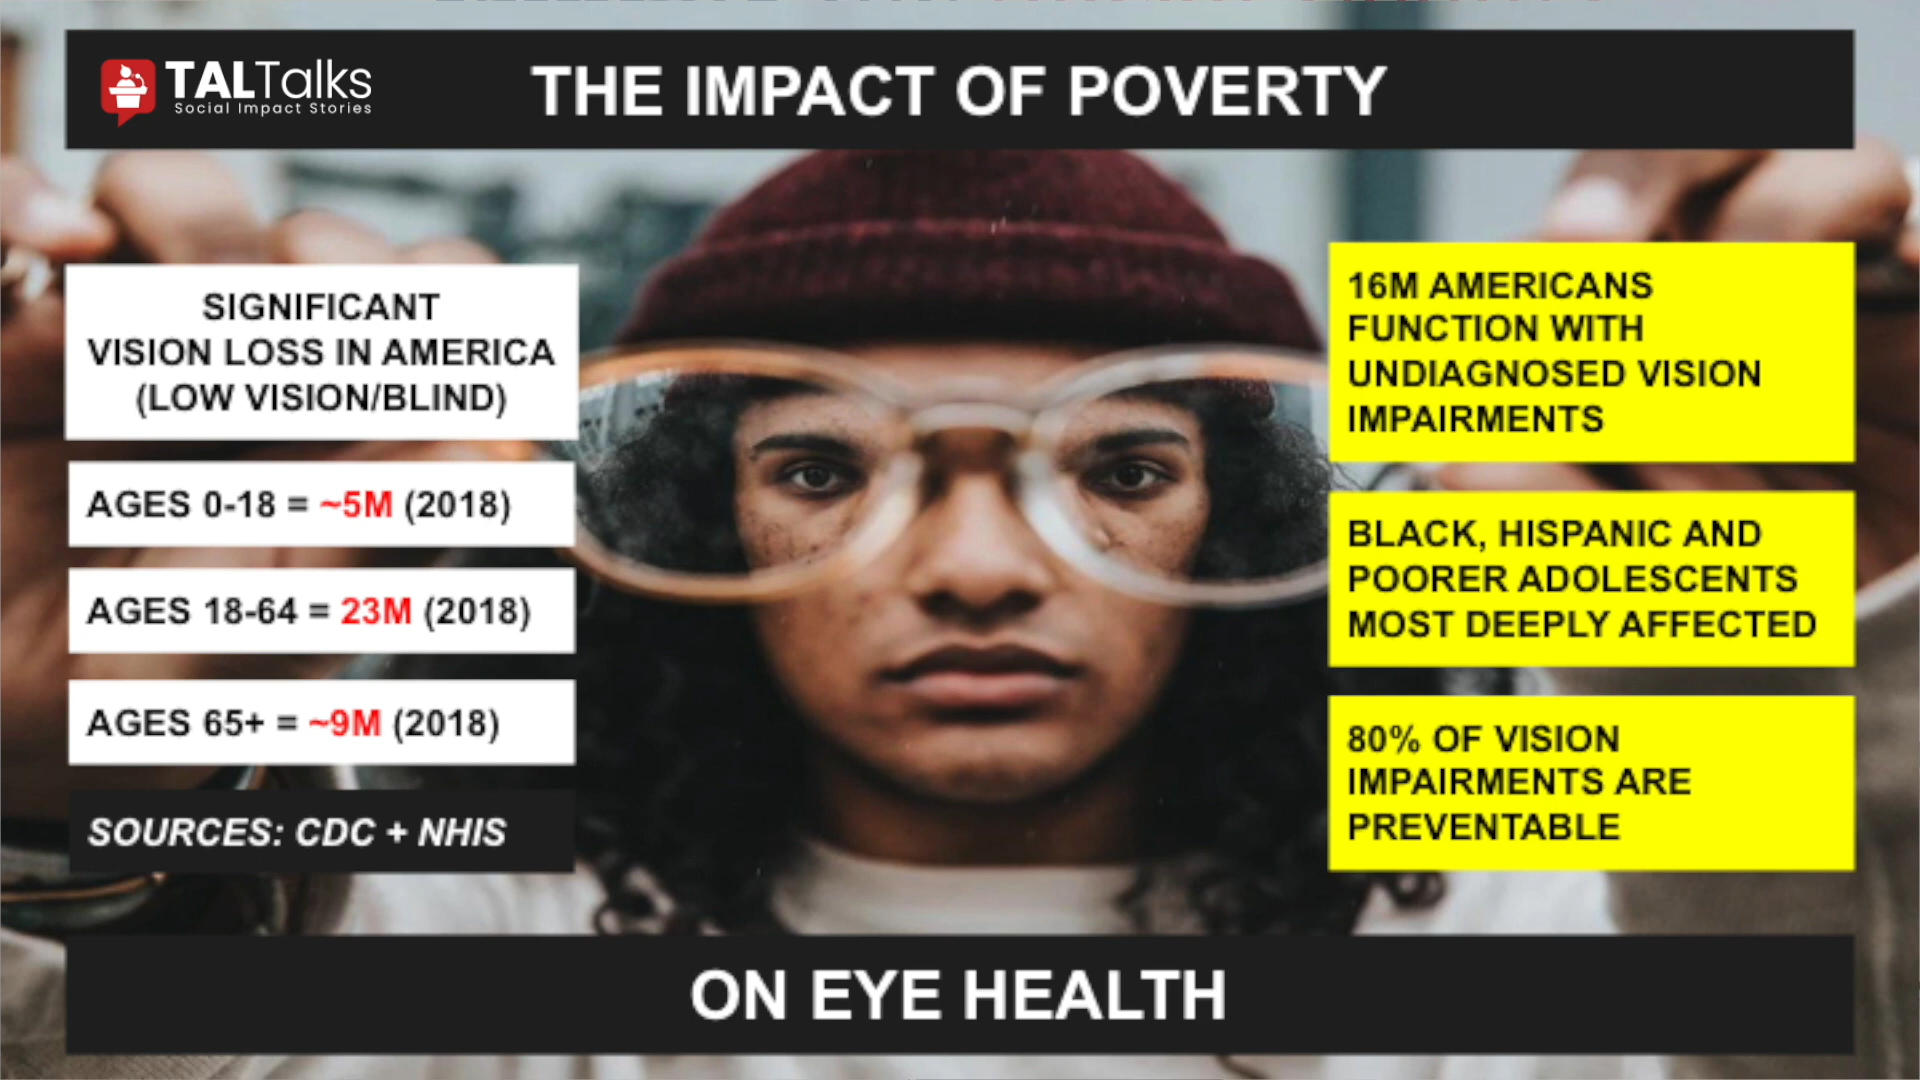 TALTalks
Social Impact Stories
THE IMPACT OF POVERTY
SIGNIFICANT
VISION LOSS IN AMERICA
(LOW VISION/BLIND)
AGES 0-18 = ~5M (2018)
AGES 18-64 = 23M (2018)
AGES 65+ = ~9M (2018)
SOURCES: CDC + NHIS
16M AMERICANS
FUNCTION WITH
UNDIAGNOSED VISION
IMPAIRMENTS
BLACK, HISPANIC AND
POORER ADOLESCENTS
MOST DEEPLY AFFECTED
80% OF VISION
IMPAIRMENTS ARE
PREVENTABLE
ON EYE HEALTH